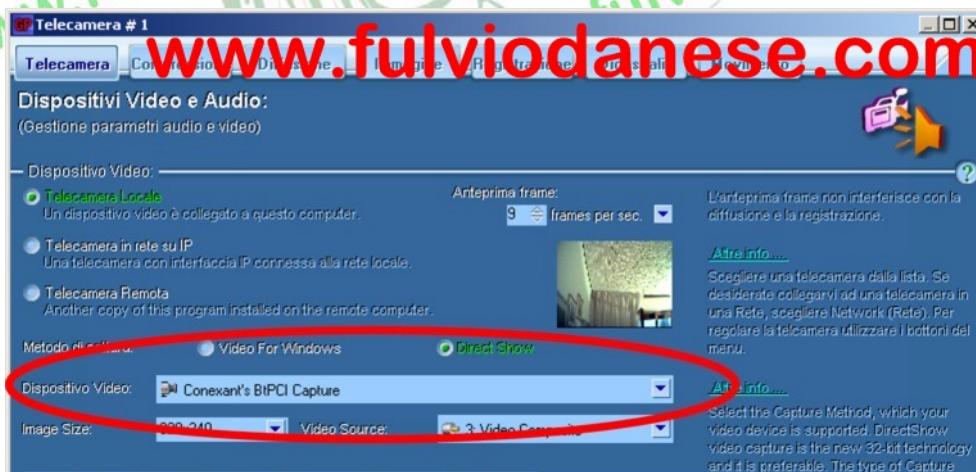 Telecamera # 1
www.fulviodanese.com
Telecamera
Dispositivi Video e Audio:
(Gestione parametri audio e video)
Dispositivo Video:
Telecamera Locale
Un dispositivo video è collegato a questo computer.
Telecamera in rete su IP
Una telecamera con interfaccia IP connessa alla rete locale.
Telecamera Remota
Another copy of this program installed on the remote computer.
Anteprima frame:
9 frames per sec.
L'anteprima frame non interferisce con la
diffusione e la registrazione.
Altre info....
Scegliere una telecamera dalla lista. Se
desiderate collegarvi ad una telecamera in
una Rete, scegliere Network (Rete). Per
regolare la telcamera utilizzare i bottoni del
menu.
Metodo di
Video For Windows
Direct Show
Dispositivo Video:
Conexant's BtPCI Capture
Image Size:
Video Source:
3: Video Composito
Altre info....
Select the Capture Method, which your
video device is supported. DirectShow
video capture is the new 32-bit technology
and it is preferable. The type of Capture